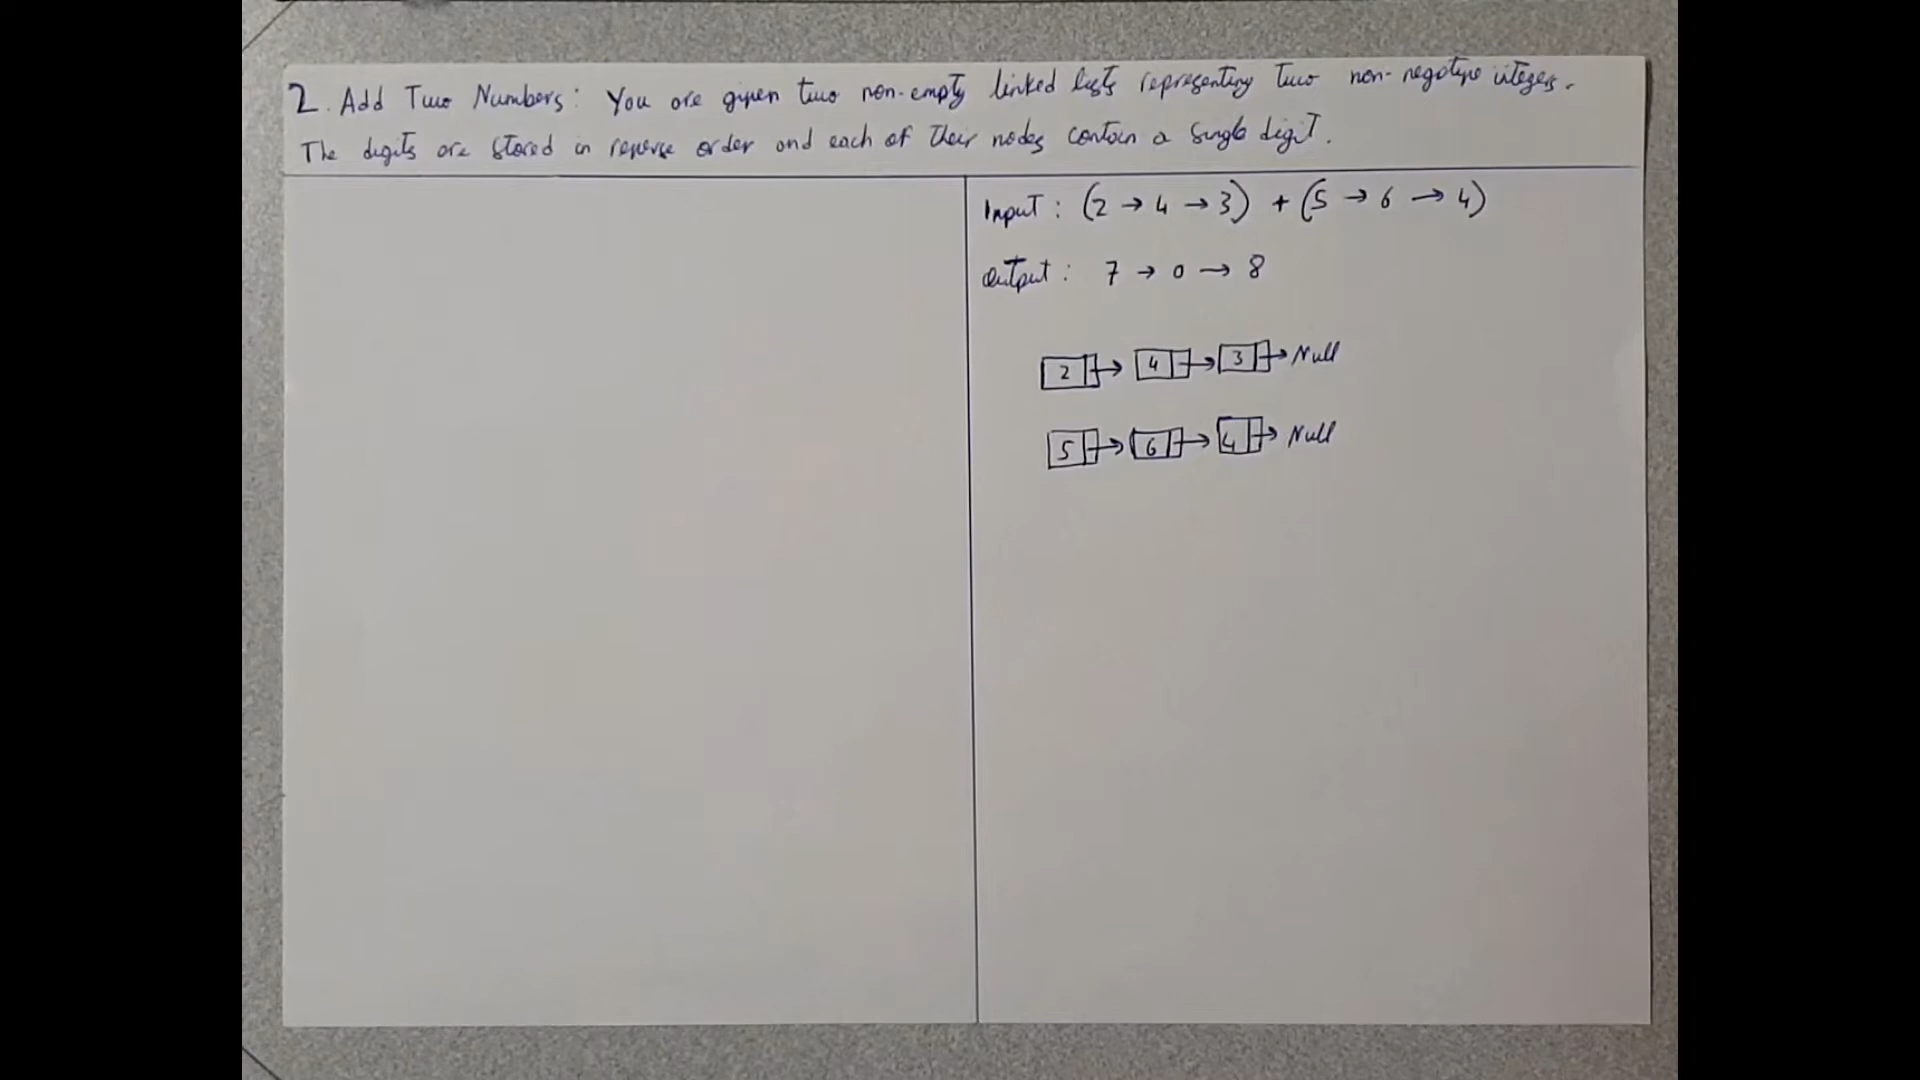 2. Add Two Numbers: You are given two non-empty linked lists representing two non-negative integers.
The digits are stored in reverse order and each of their nodes contain a single digit.
Input: (2 → 4 → 3) + (5 → 6 → 4)
Output: 7 → 0 → 8
2 → 4 → 3 → Null
5 → 6 → 4 → Null